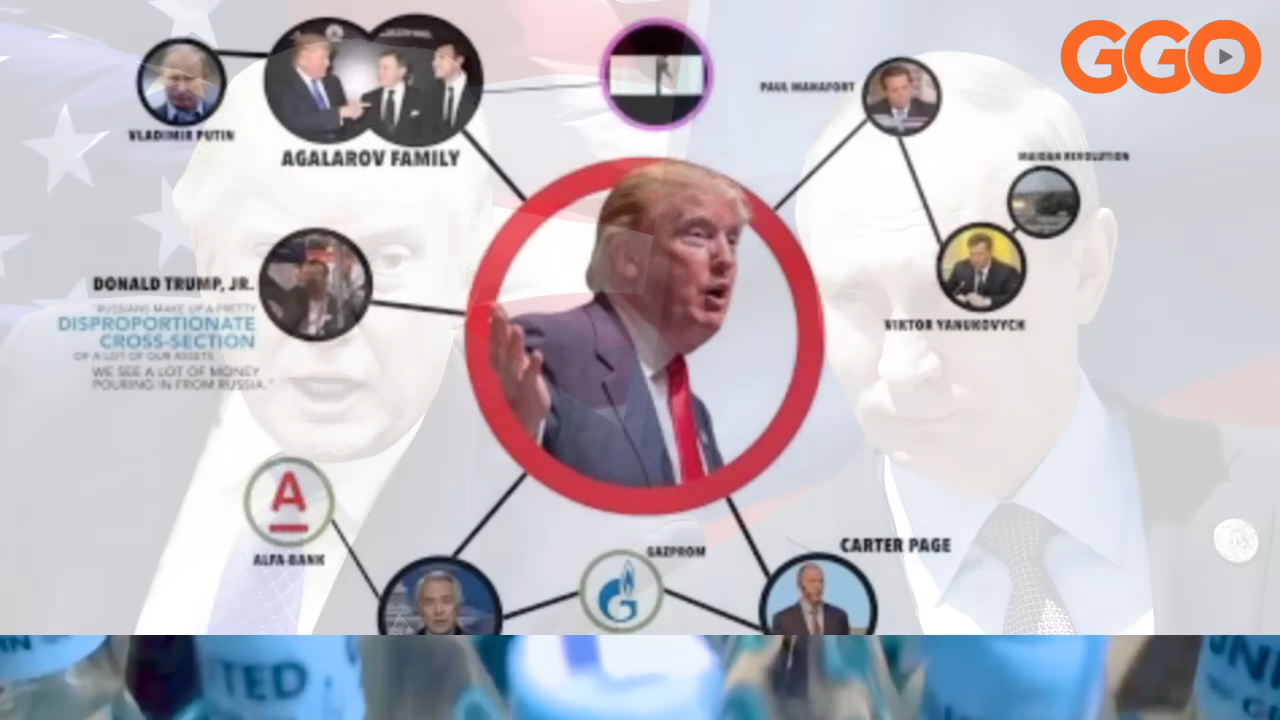 GGO
PAUL MANAFORT
VLADIMIR PUTIN
AGALAROV FAMILY
MAIDAN REVOLUTION
DONALD TRUMP, JR.
"RUSSIANS MAKE UP A PRETTY
DISPROPORTIONATE
CROSS-SECTION
OF A LOT OF OUR ASSETS.
WE SEE A LOT OF MONEY
POURING IN FROM RUSSIA."
VIKTOR YANUKOVYCH
A
ALFA-BANK
GAZPROM
CARTER PAGE
TED
UN